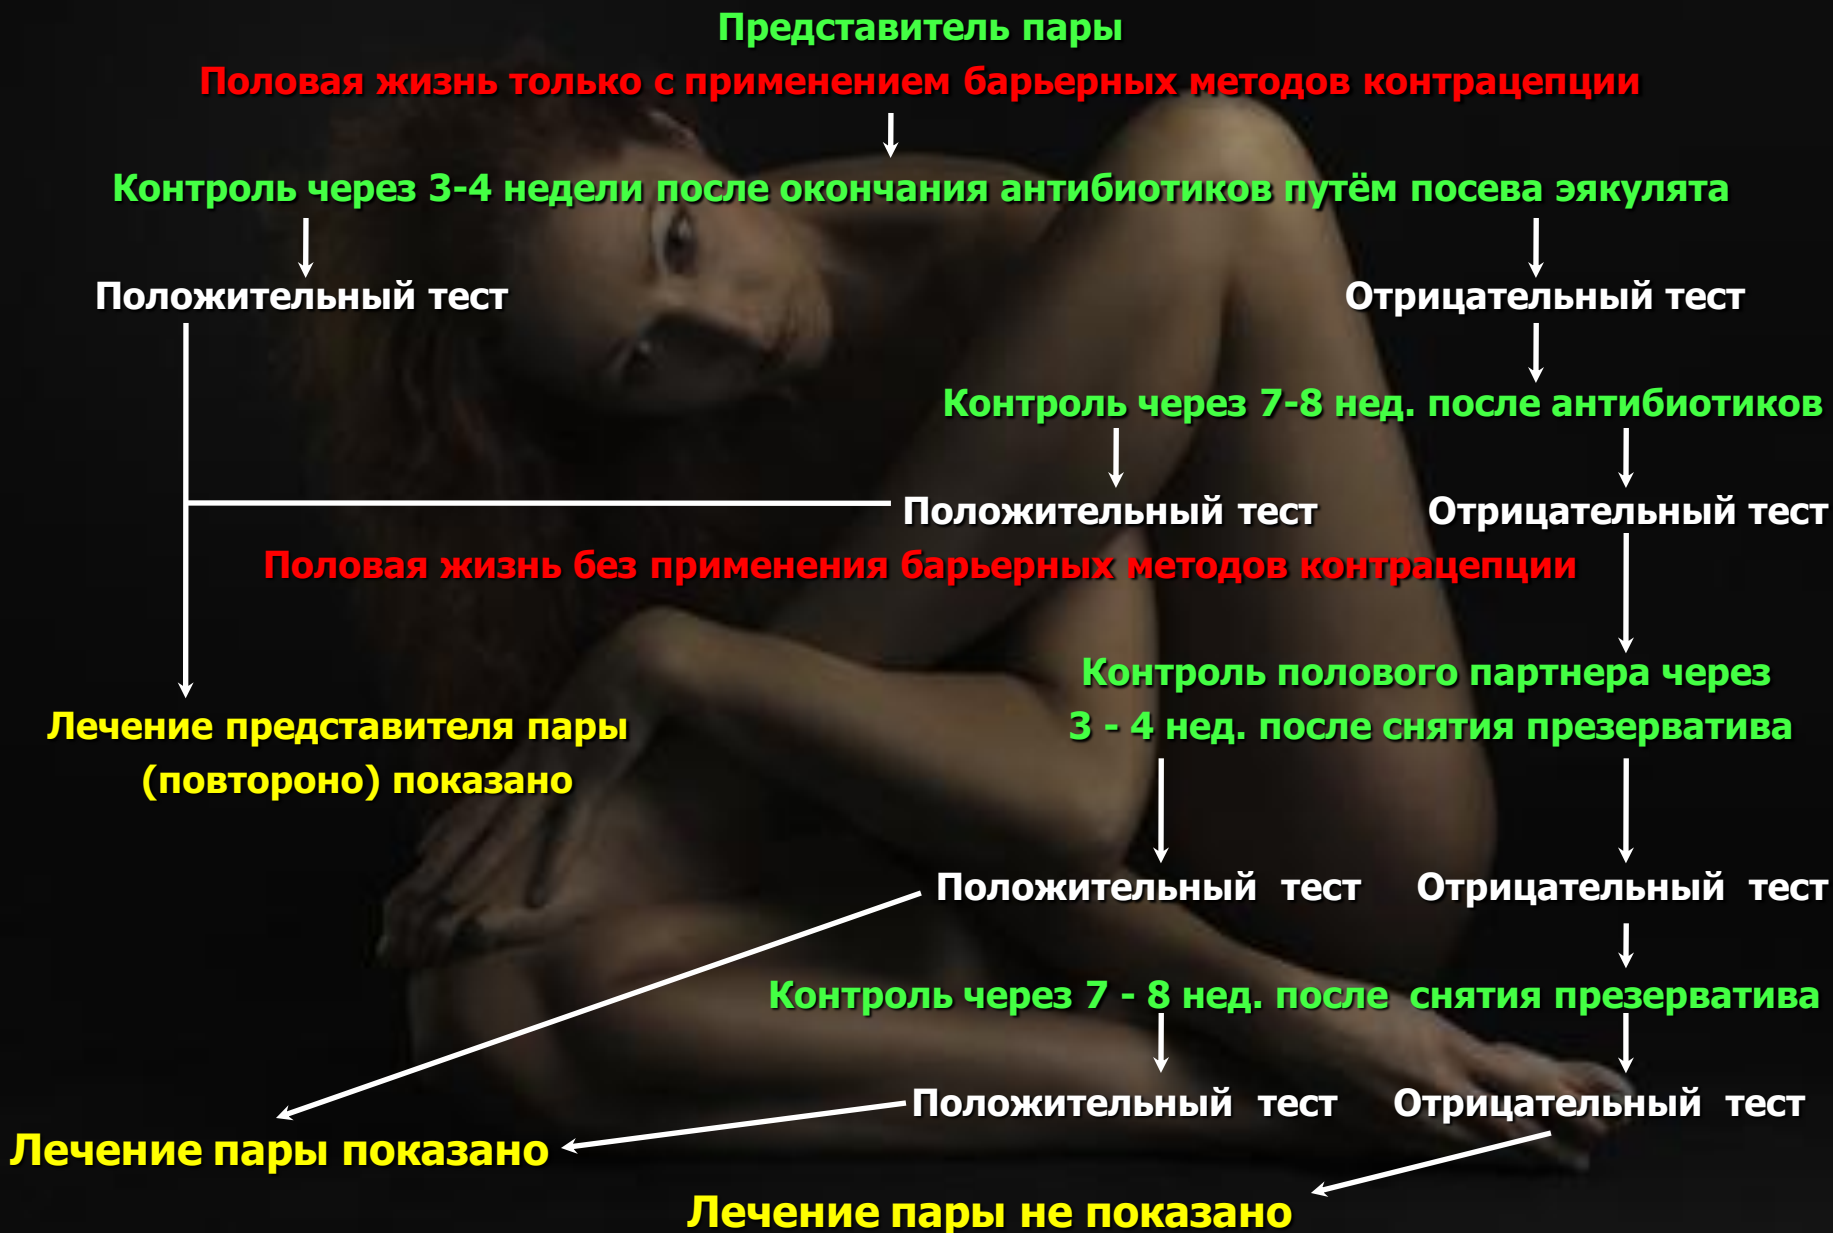 Представитель пары
Половая жизнь только с применением барьерных методов контрацепции
Контроль через 3-4 недели после окончания антибиотиков путём посева эякулята
Положительный тест
Отрицательный тест
Контроль через 7-8 нед. после антибиотиков
Положительный тест
Отрицательный тест
Половая жизнь без применения барьерных методов контрацепции
Контроль полового партнера через
3 - 4 нед. после снятия презерватива
Лечение представителя пары
(повтороно) показано
Положительный тест
Отрицательный тест
Контроль через 7 - 8 нед. после снятия презерватива
Положительный тест
Отрицательный тест
Лечение пары показано
Лечение пары не показано